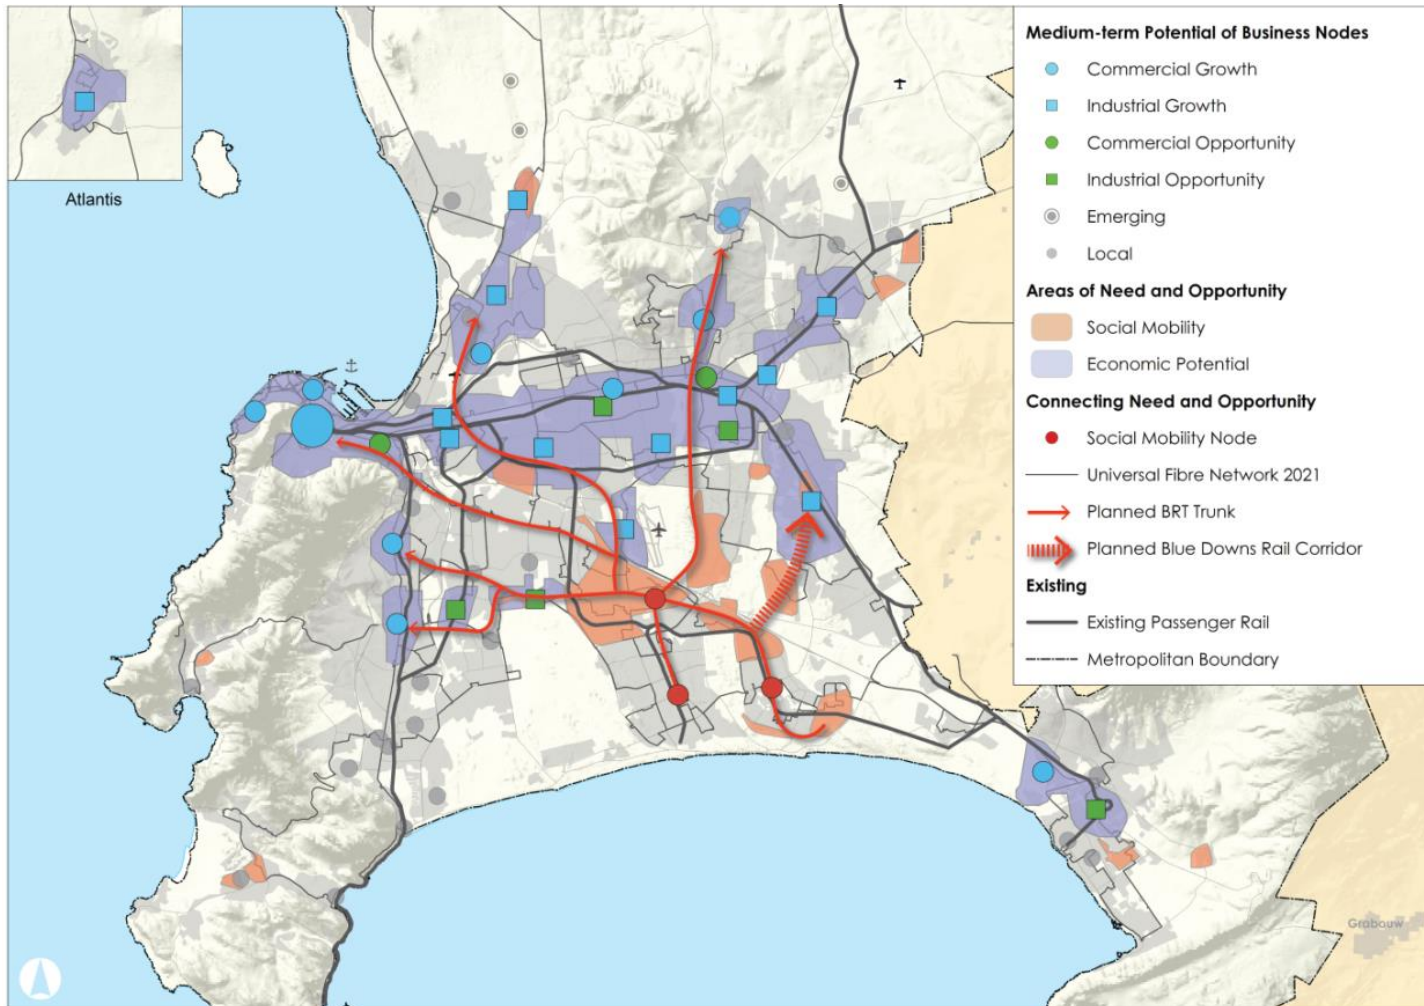 Atlantis
Medium-term Potential of Business Nodes
Commercial Growth
Industrial Growth
Commercial Opportunity
Industrial Opportunity
Emerging
Local
Areas of Need and Opportunity
Social Mobility
Economic Potential
Connecting Need and Opportunity
Social Mobility Node
Universal Fibre Network 2021
Planned BRT Trunk
Planned Blue Downs Rail Corridor
Existing
Existing Passenger Rail
Metropolitan Boundary
Grabouw